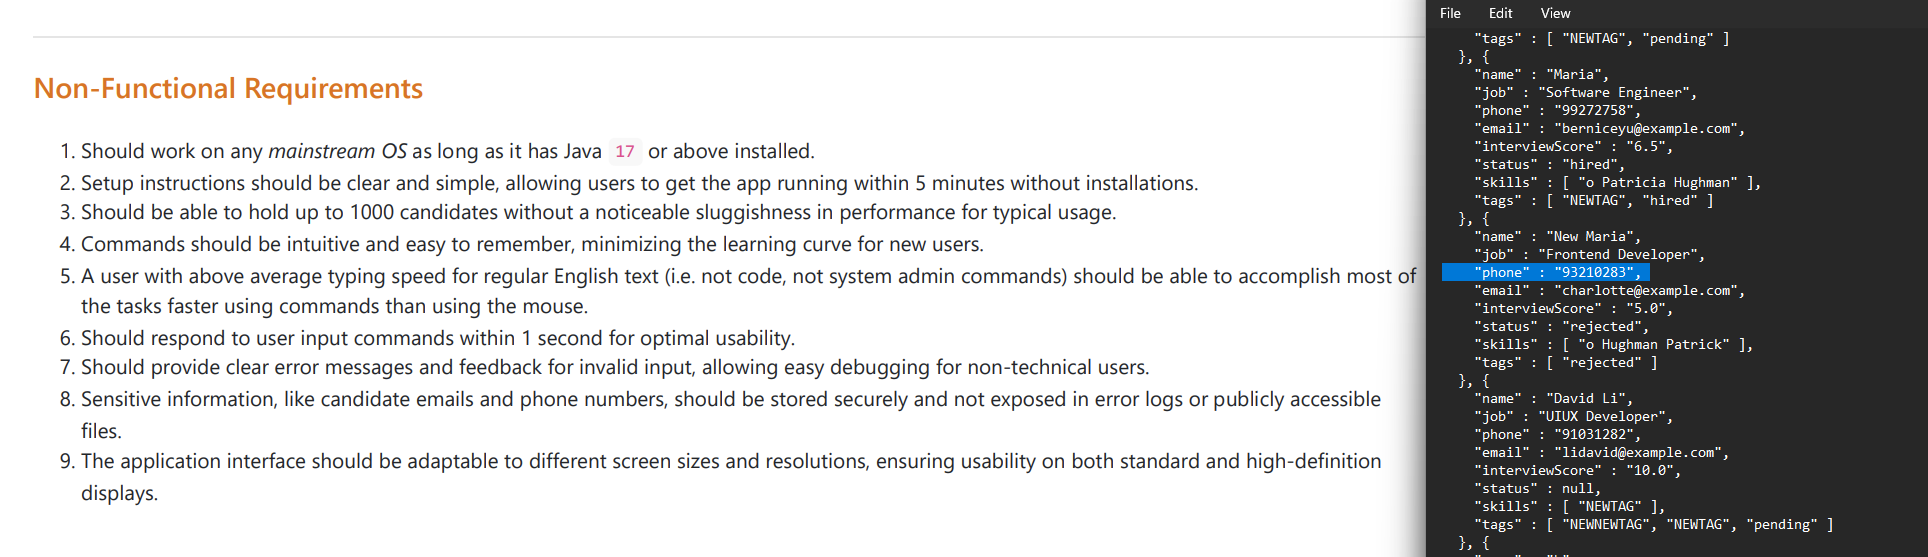 Non-Functional Requirements
1. Should work on any mainstream OS as long as it has Java 17 or above installed.
2. Setup instructions should be clear and simple, allowing users to get the app running within 5 minutes without installations.
3. Should be able to hold up to 1000 candidates without a noticeable sluggishness in performance for typical usage.
4. Commands should be intuitive and easy to remember, minimizing the learning curve for new users.
5. A user with above average typing speed for regular English text (i.e. not code, not system admin commands) should be able to accomplish most of
the tasks faster using commands than using the mouse.
6. Should respond to user input commands within 1 second for optimal usability.
7. Should provide clear error messages and feedback for invalid input, allowing easy debugging for non-technical users.
8. Sensitive information, like candidate emails and phone numbers, should be stored securely and not exposed in error logs or publicly accessible
files.
9. The application interface should be adaptable to different screen sizes and resolutions, ensuring usability on both standard and high-definition
displays.
File Edit View
"tags" : [ "NEWTAG", "pending" ]
}, {
"name" : "Maria",
"job" : "Software Engineer",
"phone" : "99272758",
"email" : "berniceyu@example.com",
"interviewScore" : "6.5",
"status" : "hired",
"skills" : [ "o Patricia Hughman" ],
"tags" : [ "NEWTAG", "hired" ]
}, {
"name" : "New Maria",
"job" : "Frontend Developer",
"phone" : "93210283",
"email" : "charlotte@example.com",
"interviewScore" : "5.0",
"status" : "rejected",
"skills" : [ "o Hughman Patrick" ],
"tags" : [ "rejected" ]
}, {
"name" : "David Li",
"job" : "UIUX Developer",
"phone" : "91031282",
"email" : "lidavid@example.com",
"interviewScore" : "10.0",
"status" : null,
"skills" : [ "NEWTAG" ],
"tags" : [ "NEWNEWTAG", "NEWTAG", "pending" ]
}, {